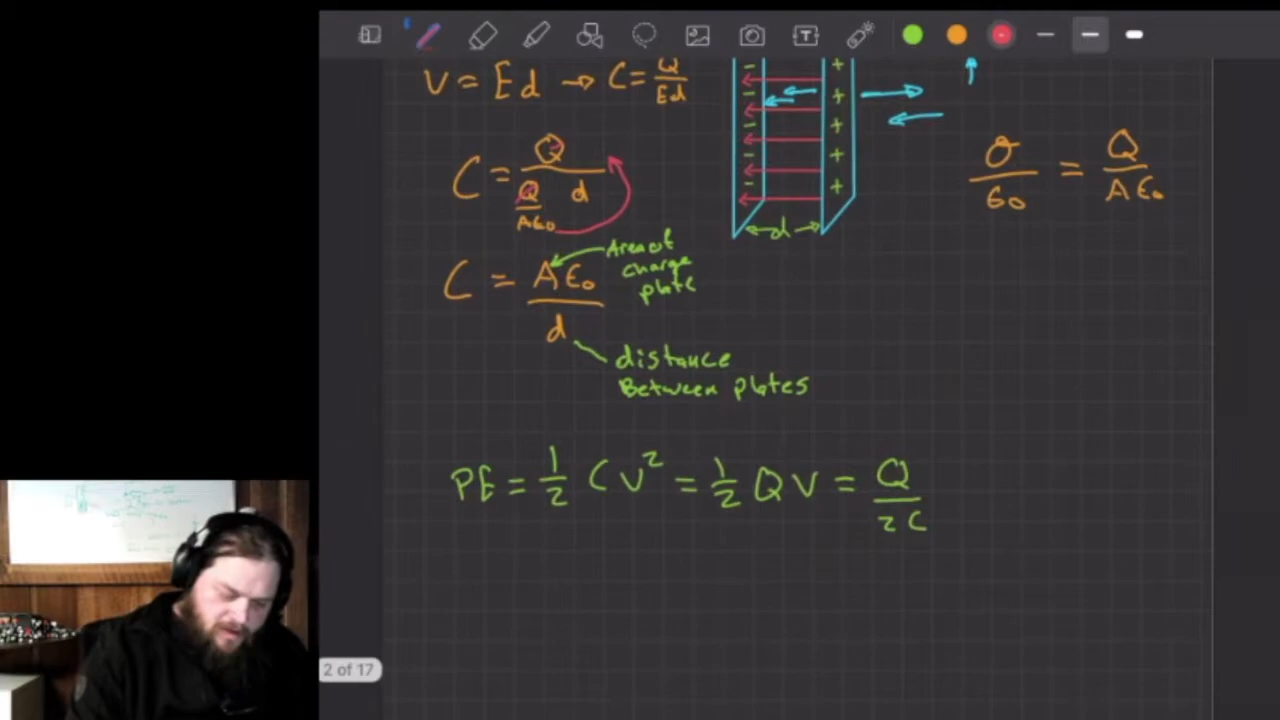 V = Ed → C = Q/Ed
C = Q / (Q/Aε₀ d)
σ/ε₀ = Q/Aε₀
d
C = Aε₀/d
Area of
charge
plate
distance
Between plates
PE = 1/2 CV² = 1/2 QV = Q/2C
2 of 17